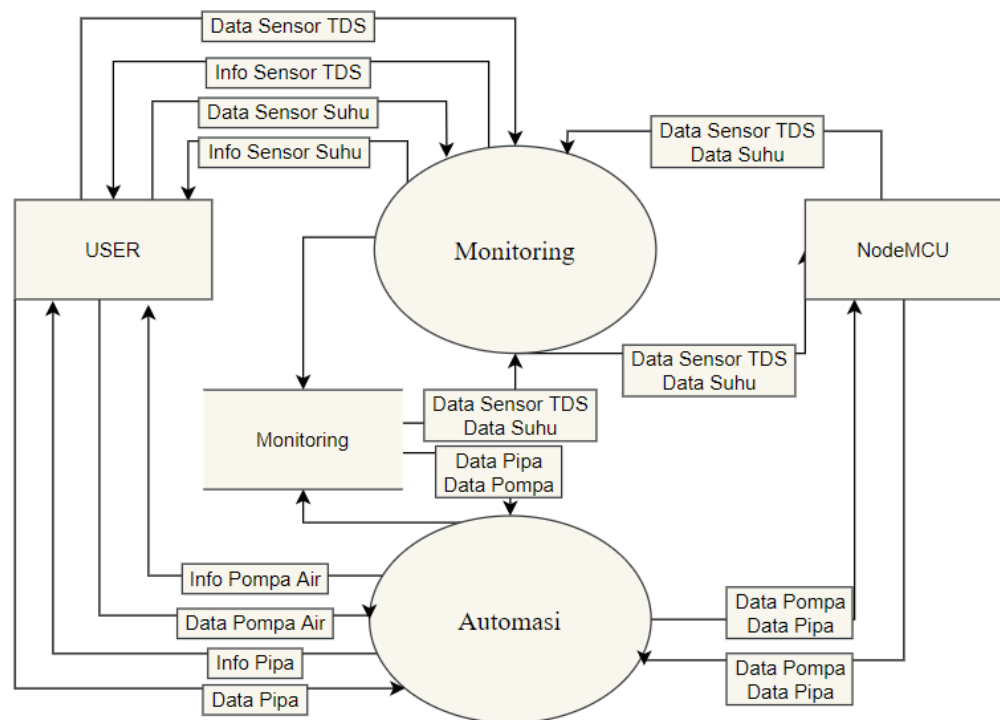 Data Sensor TDS
Info Sensor TDS
Data Sensor Suhu
Info Sensor Suhu
Data Sensor TDS
Data Suhu
USER
Monitoring
NodeMCU
Data Sensor TDS
Data Suhu
Data Sensor TDS
Data Suhu
Monitoring
Data Pipa
Data Pompa
Info Pompa Air
Data Pompa Air
Info Pipa
Data Pipa
Automasi
Data Pompa
Data Pipa
Data Pompa
Data Pipa